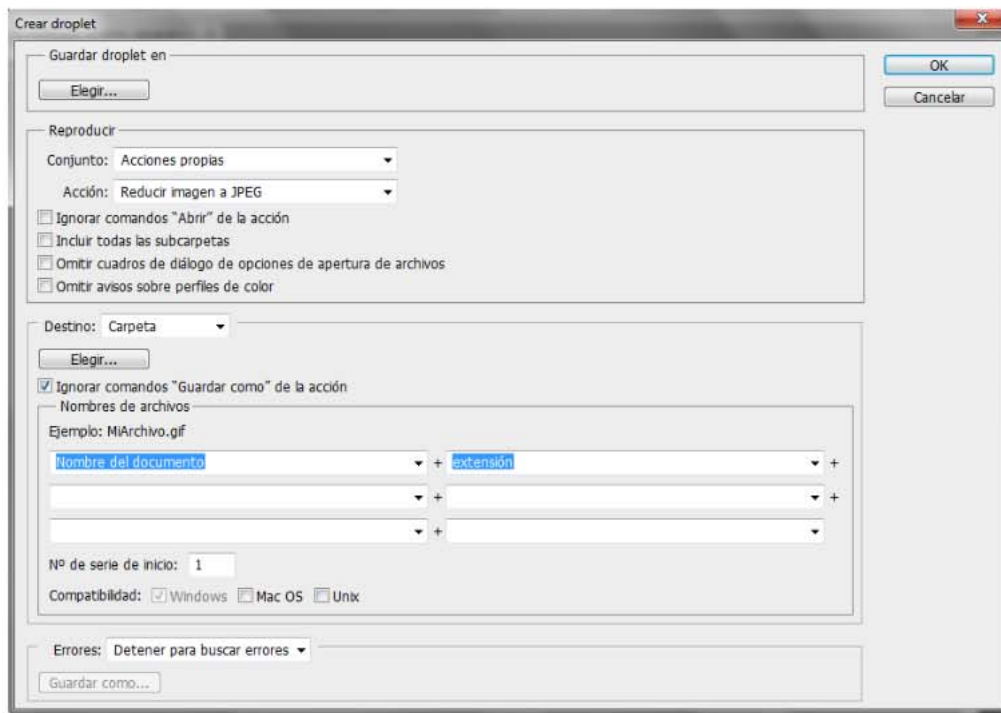 Crear droplet
Guardar droplet en
Elegir...
OK
Cancelar
Reproducir
Conjunto: Acciones propias
Acción: Reducir imagen a JPEG
Ignorar comandos "Abrir" de la acción
Incluir todas las subcarpetas
Omitir cuadros de diálogo de opciones de apertura de archivos
Omitir avisos sobre perfiles de color
Destino: Carpeta
Elegir...
Ignorar comandos "Guardar como" de la acción
Nombres de archivos
Ejemplo: MiArchivo.gif
Nombre del documento + extensión +
+ +
+
Nº de serie de inicio: 1
Compatibilidad: Windows Mac OS Unix
Errores: Detener para buscar errores
Guardar como...